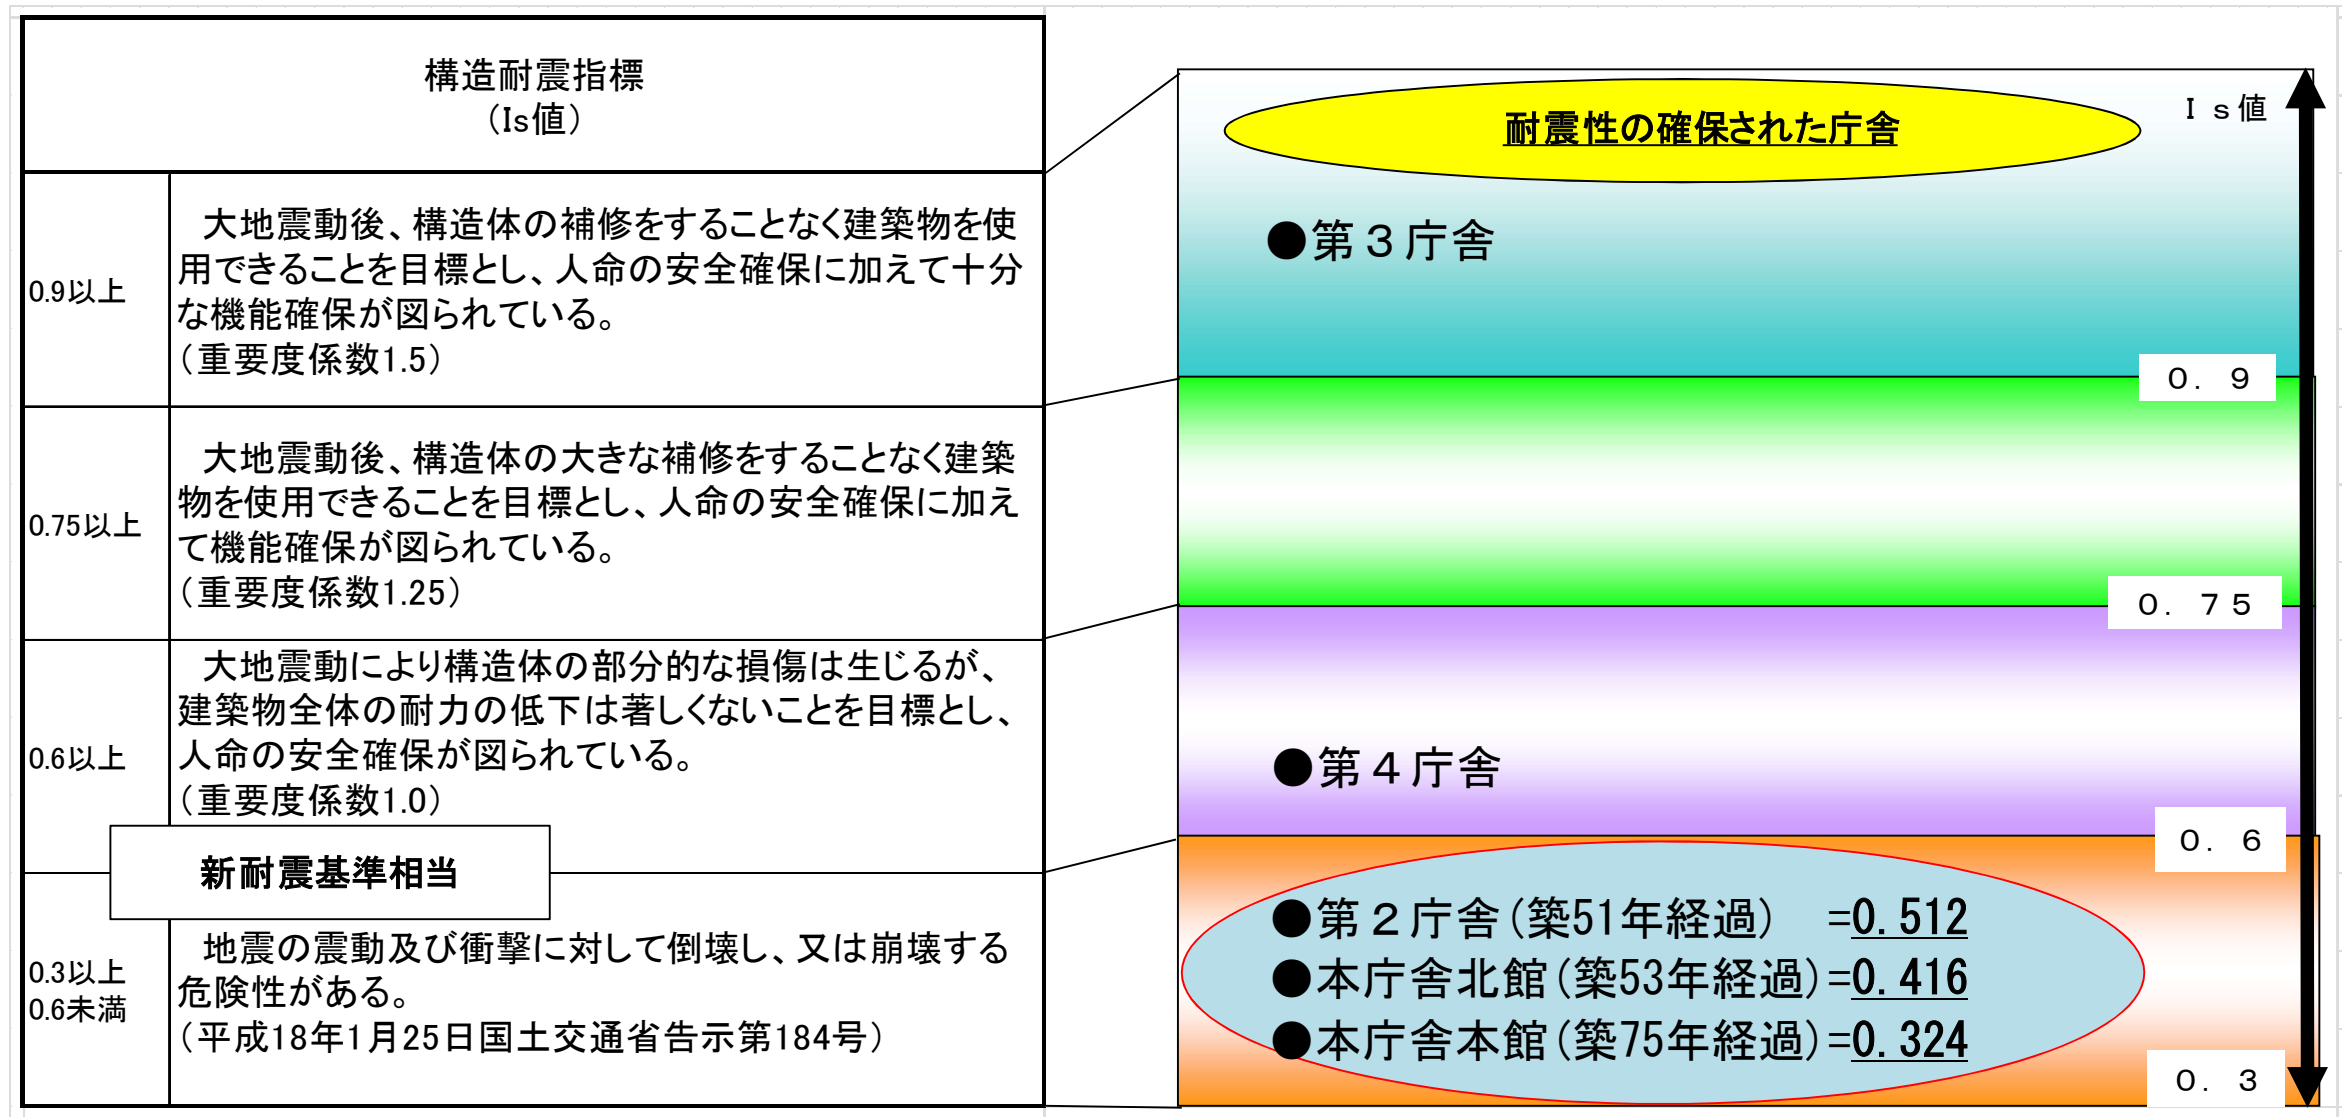 構造耐震指標
（Is値）
0.9以上
大地震動後、構造体の補修をすることなく建築物を使
用できることを目標とし、人命の安全確保に加えて十分
な機能確保が図られている。
（重要度係数1.5）
0.75以上
大地震動後、構造体の大きな補修をすることなく建築
物を使用できることを目標とし、人命の安全確保に加え
て機能確保が図られている。
（重要度係数1.25）
0.6以上
大地震動により構造体の部分的な損傷は生じるが、
建築物全体の耐力の低下は著しくないことを目標とし、
人命の安全確保が図られている。
（重要度係数1.0）
新耐震基準相当
0.3以上
0.6未満
地震の震動及び衝撃に対して倒壊し、又は崩壊する
危険性がある。
（平成18年1月25日国土交通省告示第184号）
耐震性の確保された庁舎
Ｉｓ値
●第３庁舎
０．９
０．７５
●第４庁舎
０．６
●第２庁舎（築51年経過）　=0.512
●本庁舎北館（築53年経過）=0.416
●本庁舎本館（築75年経過）=0.324
０．３